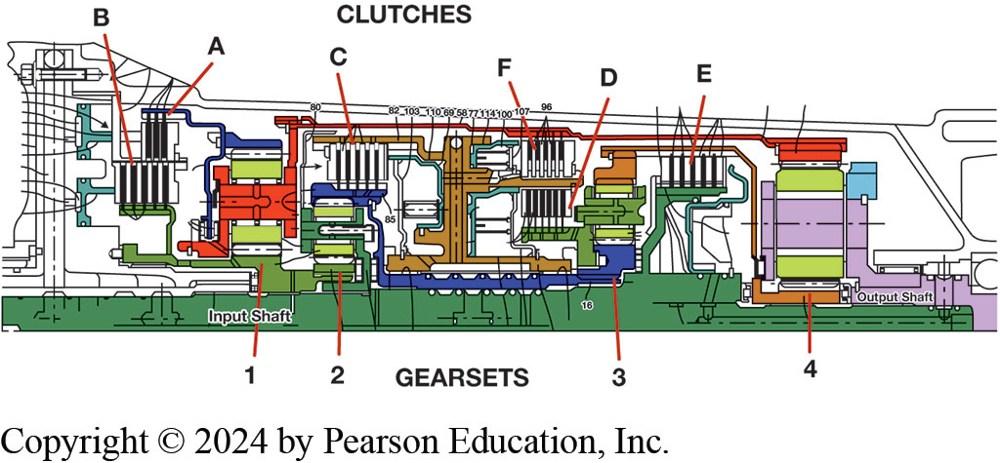 CLUTCHES
B
A
C
F
D
E
80
82 103 110 69 58 77 114 100 107
96
85
16
Input Shaft
Output Shaft
1
2
3
4
GEARSETS
Copyright © 2024 by Pearson Education, Inc.